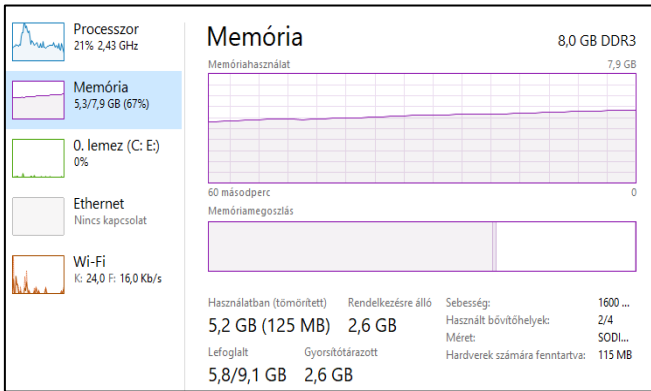 Processzor
21% 2,43 GHz
Memória
5,3/7,9 GB (67%)
0. lemez (C: E:)
0%
Ethernet
Nincs kapcsolat
Wi-Fi
K: 24,0 F: 16,0 Kb/s
Memória 8,0 GB DDR3
Memóriahasználat 7,9 GB
60 másodperc 0
Memóriamegoszlás
Használatban (tömörített) Rendelkezésre álló
5,2 GB (125 MB) 2,6 GB
Lefoglalt Gyorsítótárazott
5,8/9,1 GB 2,6 GB
Sebesség: 1600 ...
Használt bővítőhelyek: 2/4
Méret: SODI...
Hardverek számára fenntartva: 115 MB